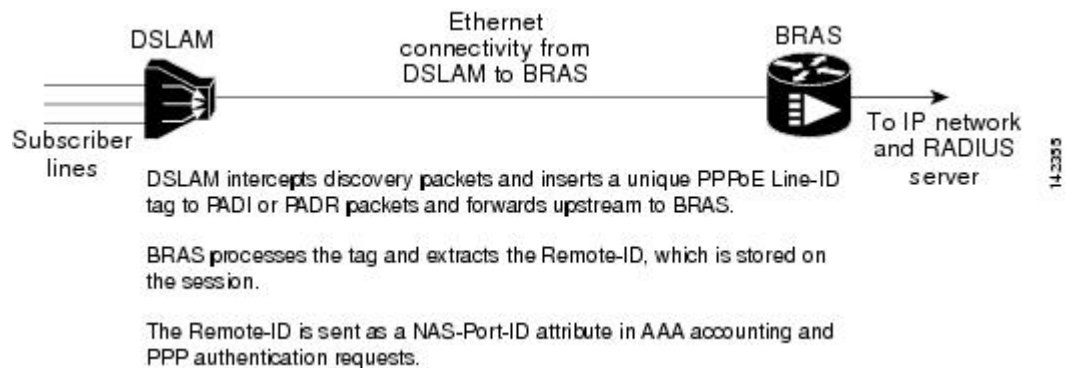 DSLAM
Ethernet
connectivity from
DSLAM to BRAS
BRAS
Subscriber
lines
To IP network
and RADIUS
server
142355
DSLAM intercepts discovery packets and inserts a unique PPPoE Line-ID
tag to PADI or PADR packets and forwards upstream to BRAS.
BRAS processes the tag and extracts the Remote-ID, which is stored on
the session.
The Remote-ID is sent as a NAS-Port-ID attribute in AAA accounting and
PPP authentication requests.